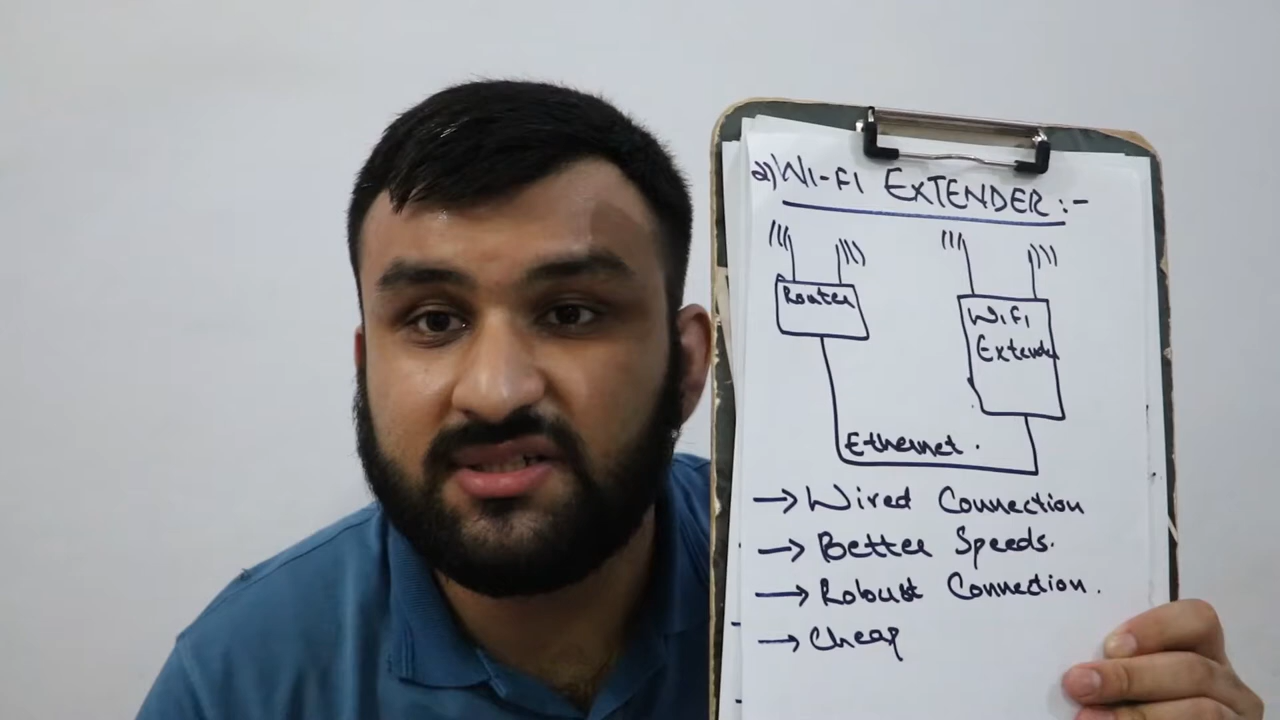 2) WI-FI EXTENDER :-
Router
WiFi
Extender
Ethernet.
→ Wired Connection
→ Better Speeds.
→ Robust Connection.
→ Cheap